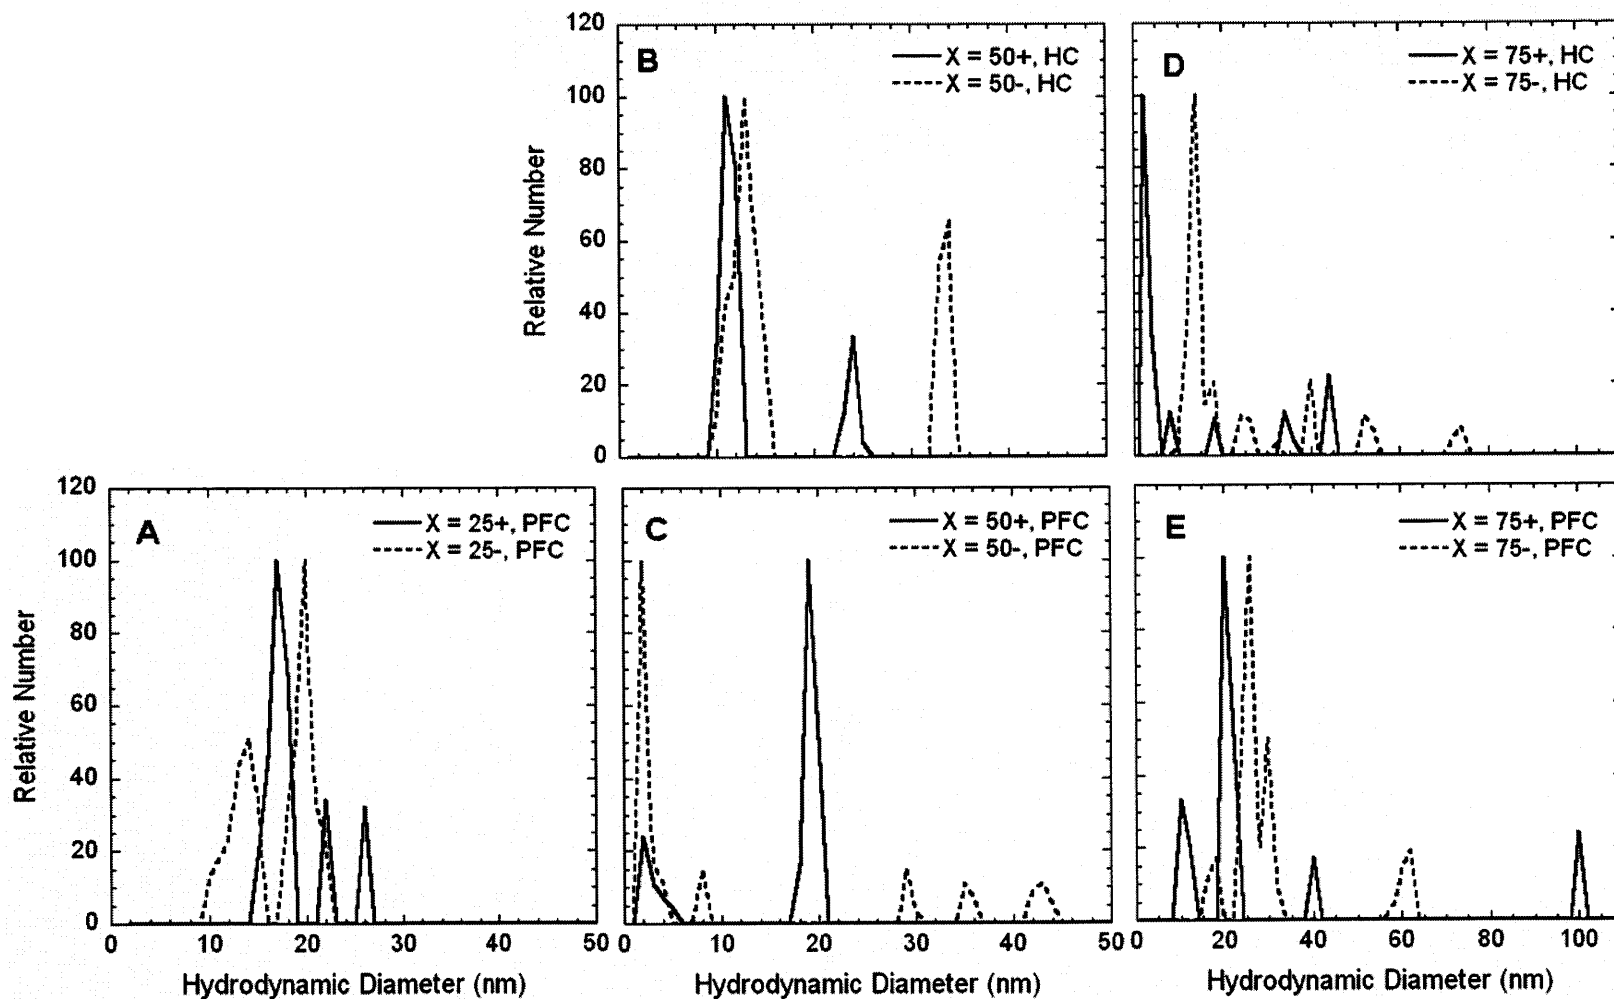 B
X = 50+, HC
X = 50-, HC
120
100
80
60
40
20
0
Relative Number
D
X = 75+, HC
X = 75-, HC
A
X = 25+, PFC
X = 25-, PFC
120
100
80
60
40
20
0
Relative Number
0 10 20 30 40 50
Hydrodynamic Diameter (nm)
C
X = 50+, PFC
X = 50-, PFC
0 10 20 30 40 50
Hydrodynamic Diameter (nm)
E
X = 75+, PFC
X = 75-, PFC
0 20 40 60 80 100
Hydrodynamic Diameter (nm)